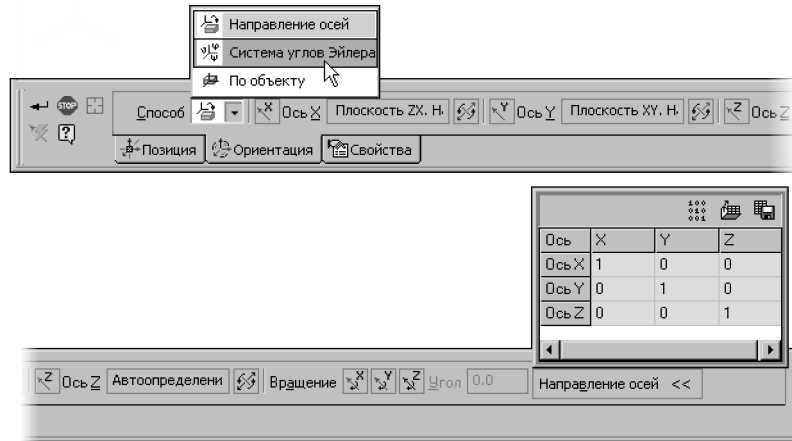 Направление осей
Система углов Эйлера
По объекту
STOP Способ Ось X Плоскость ZX. Н. Ось Y Плоскость XY. Н. Ось Z
Позиция Ориентация Свойства
Ось X Y Z
Ось X 1 0 0
Ось Y 0 1 0
Ось Z 0 0 1
Z Ось Z Автоопределени Вращение X Y Z Угол 0.0 Направление осей <<